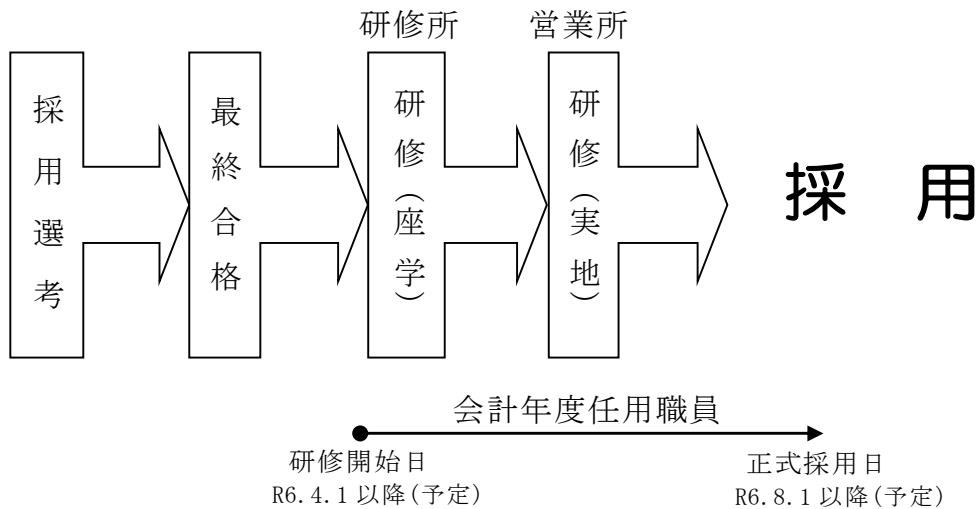 研修所
営業所
採用選考
最終合格
研修(座学)
研修(実地)
採 用
会計年度任用職員
研修開始日
R6.4.1以降(予定)
正式採用日
R6.8.1以降(予定)